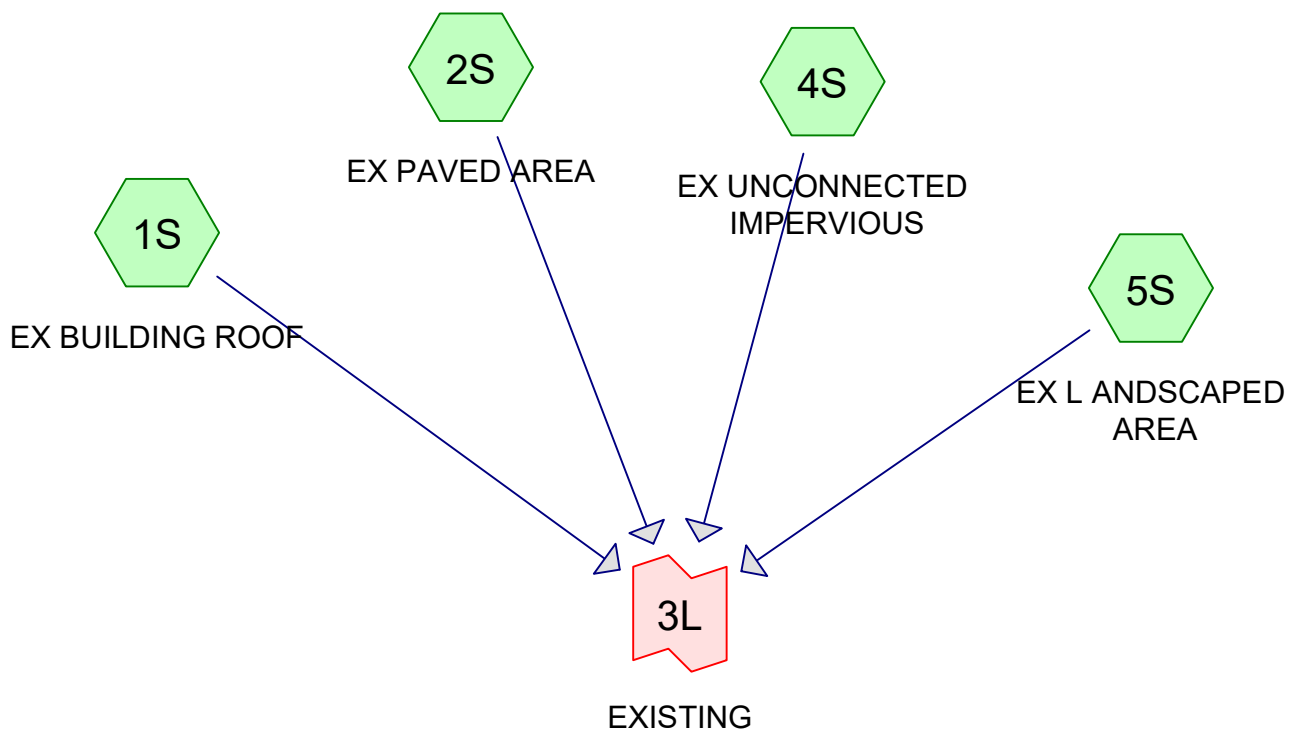 2S
EX PAVED AREA
4S
EX UNCONNECTED
IMPERVIOUS
1S
EX BUILDING ROOF
5S
EX L ANDSCAPED
AREA
3L
EXISTING